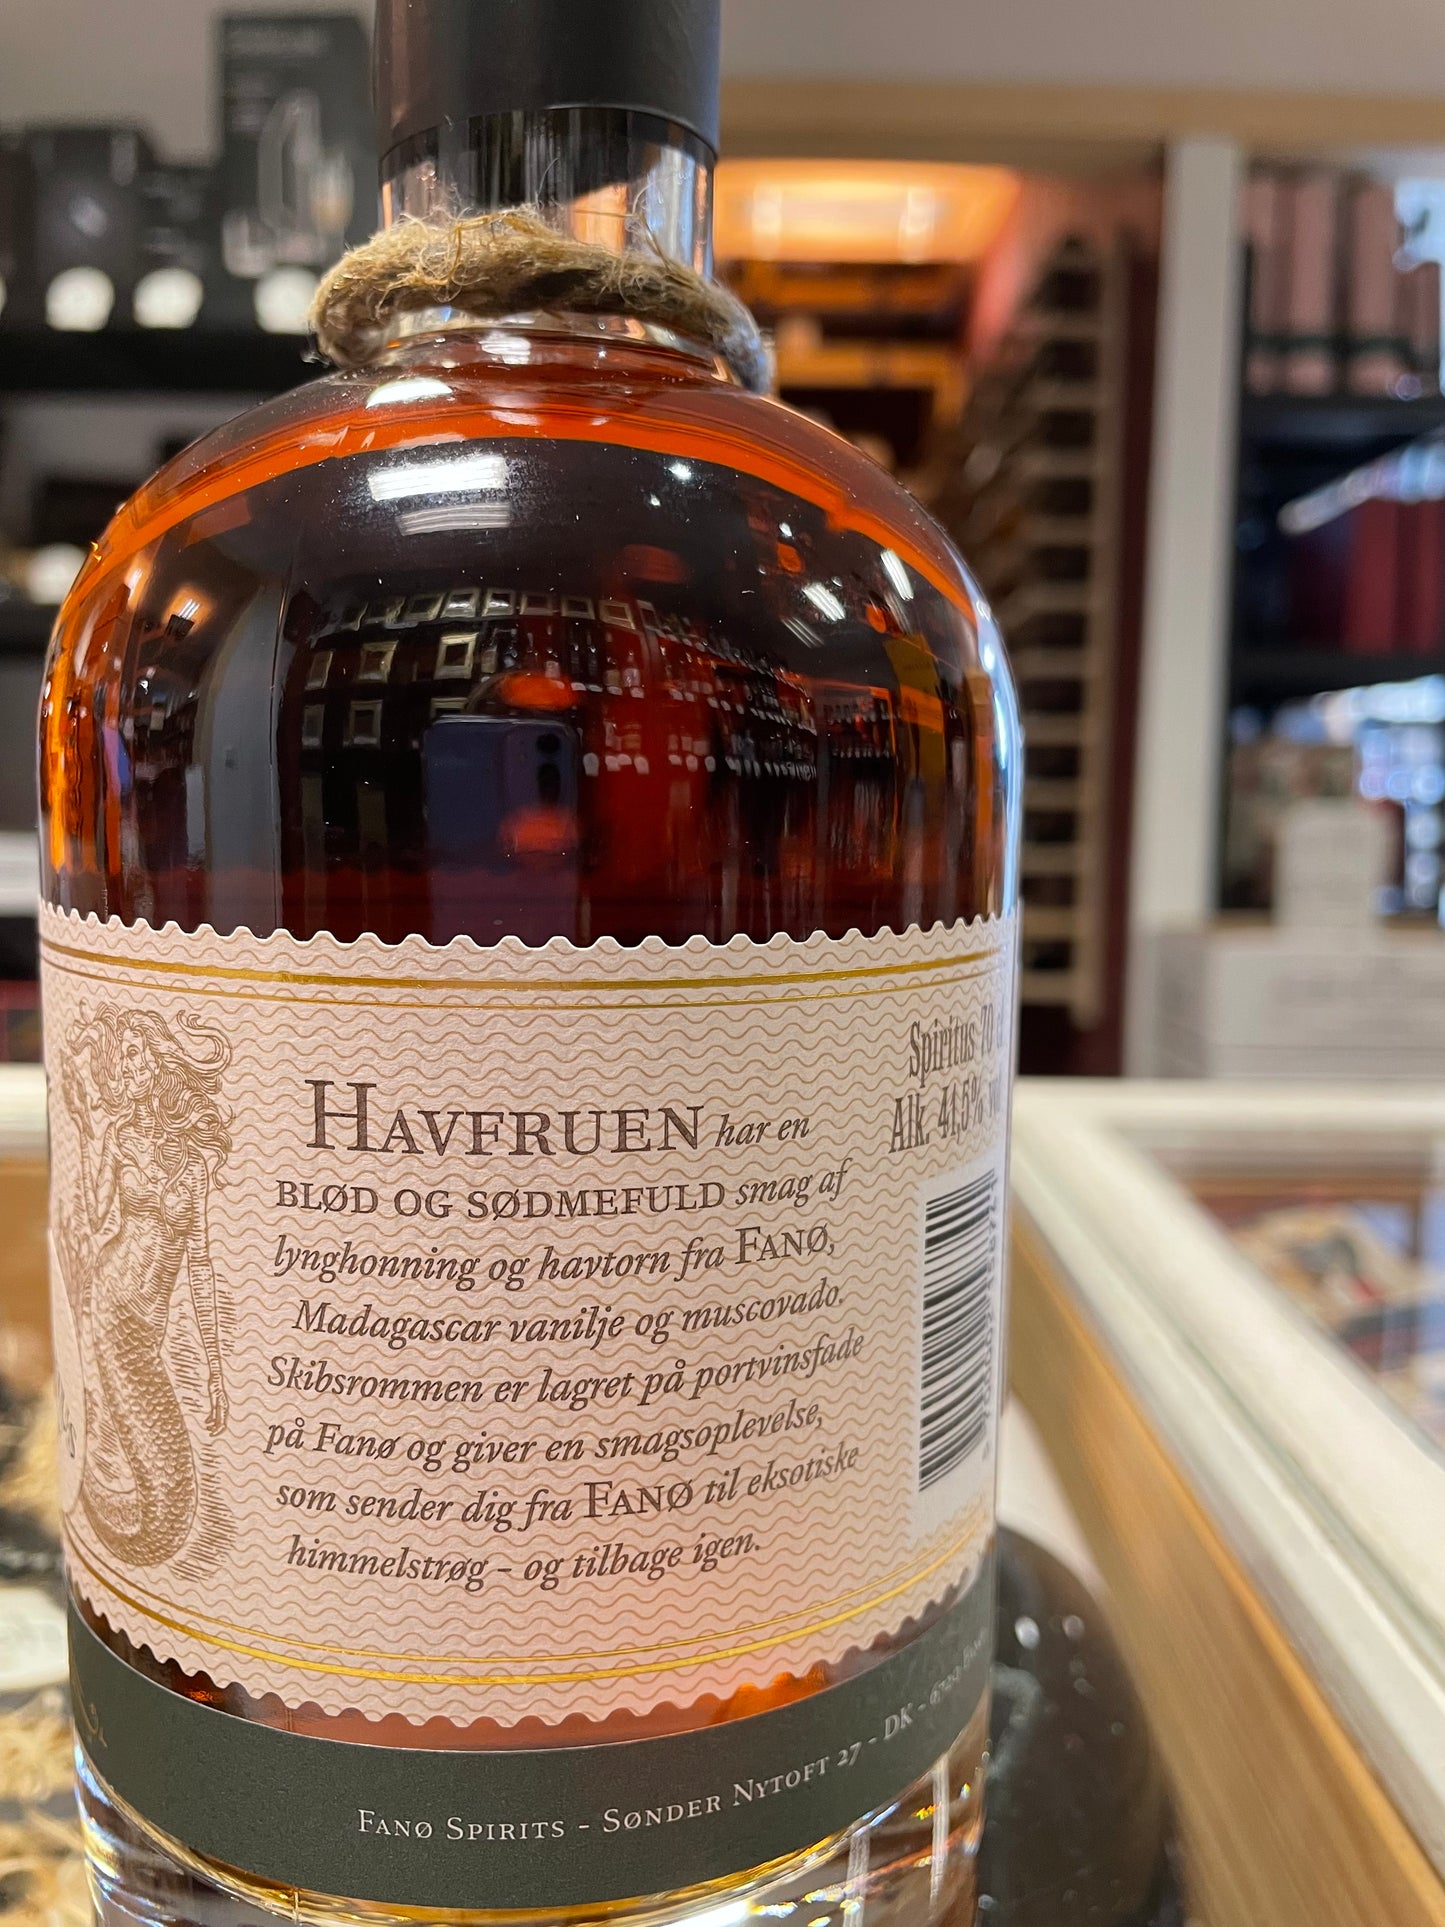 HAVFRUEN har en
BLØD OG SØDMEFULD smag af
lynghonning og havtorn fra FANØ,
Madagascar vanilje og muscovado.
Skibsrommen er lagret på portvinsfade
på Fanø og giver en smagsoplevelse,
som sender dig fra FANØ til eksotiske
himmelstrøg - og tilbage igen.
Spiritus 70
Alk. 41,5%
FANØ SPIRITS - SØNDER NYTOFT 27 - DK -